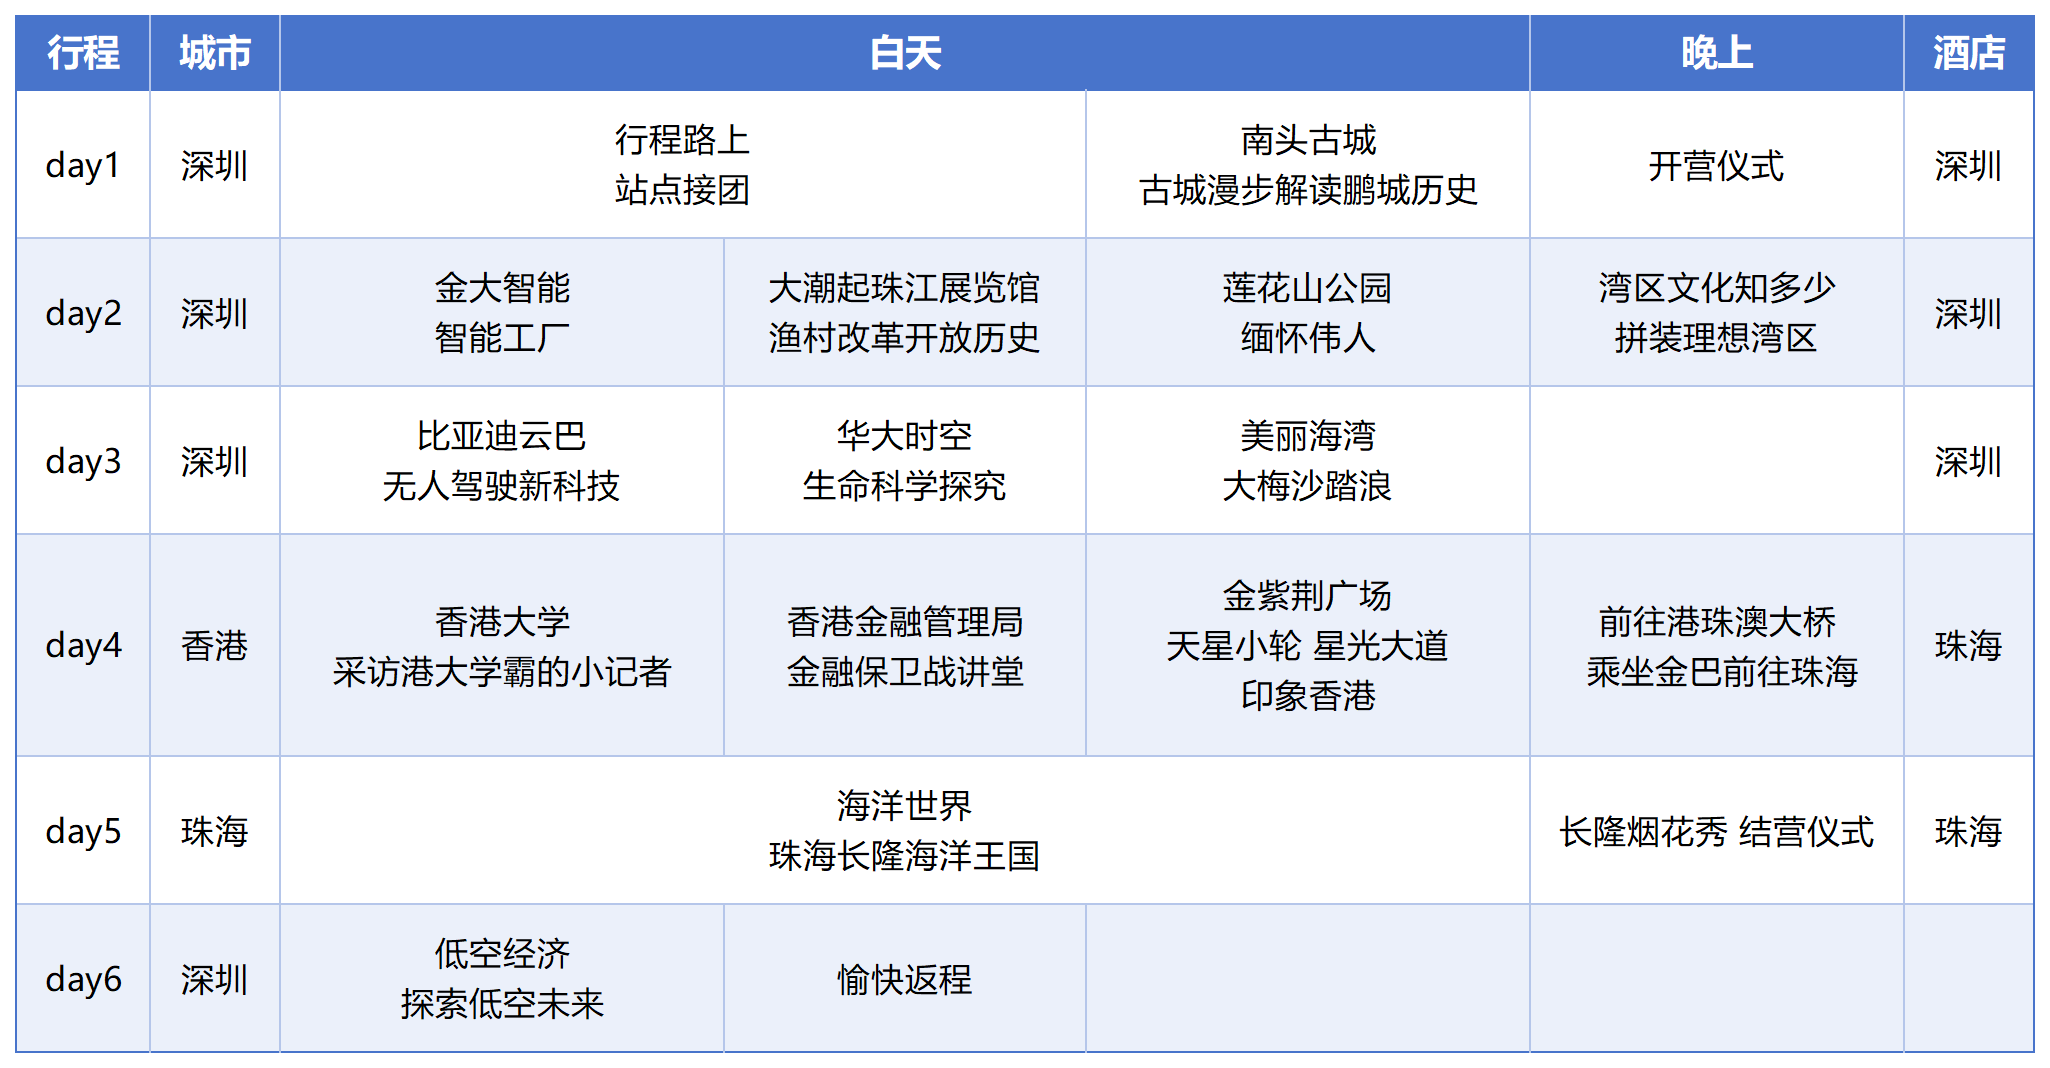 行程 城市 白天 晚上 酒店
day1 深圳 行程路上 南头古城 开营仪式 深圳
站点接团 古城漫步解读鹏城历史
day2 深圳 金大智能 大潮起珠江展览馆 莲花山公园 湾区文化知多少 深圳
智能工厂 渔村改革开放历史 缅怀伟人 拼装理想湾区
day3 深圳 比亚迪云巴 华大时空 美丽海湾 深圳
无人驾驶新科技 生命科学探究 大梅沙踏浪
day4 香港 香港大学 香港金融管理局 金紫荆广场 前往港珠澳大桥 珠海
采访港大学霸的小记者 金融保卫战讲堂 天星小轮 星光大道 乘坐金巴前往珠海
印象香港
day5 珠海 海洋世界 长隆烟花秀 结营仪式 珠海
珠海长隆海洋王国
day6 深圳 低空经济 愉快返程
探索低空未来